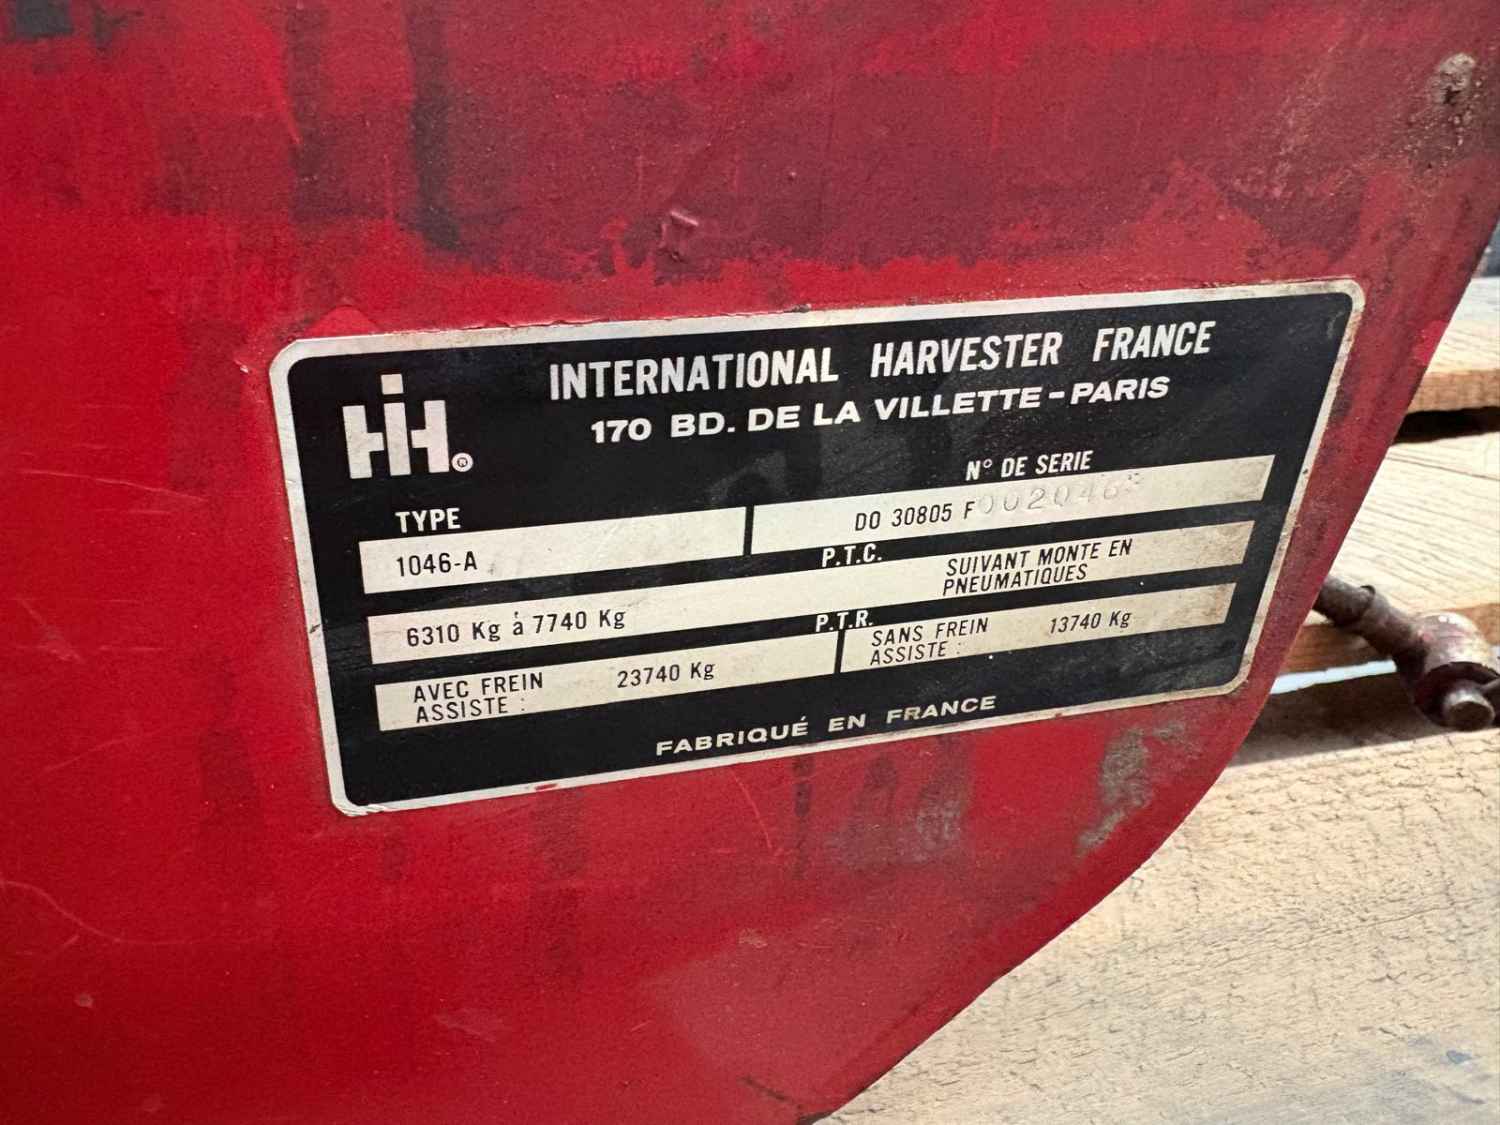 IH®
INTERNATIONAL HARVESTER FRANCE
170 BD. DE LA VILLETTE-PARIS
TYPE
N° DE SERIE
1046-A
DO 30805 F
P.T.C.
6310 Kg à 7740 Kg
SUIVANT MONTE EN
PNEUMATIQUES
P.T.R.
AVEC FREIN
ASSISTE :
23740 Kg
SANS FREIN
ASSISTE :
13740 Kg
FABRIQUÉ EN FRANCE